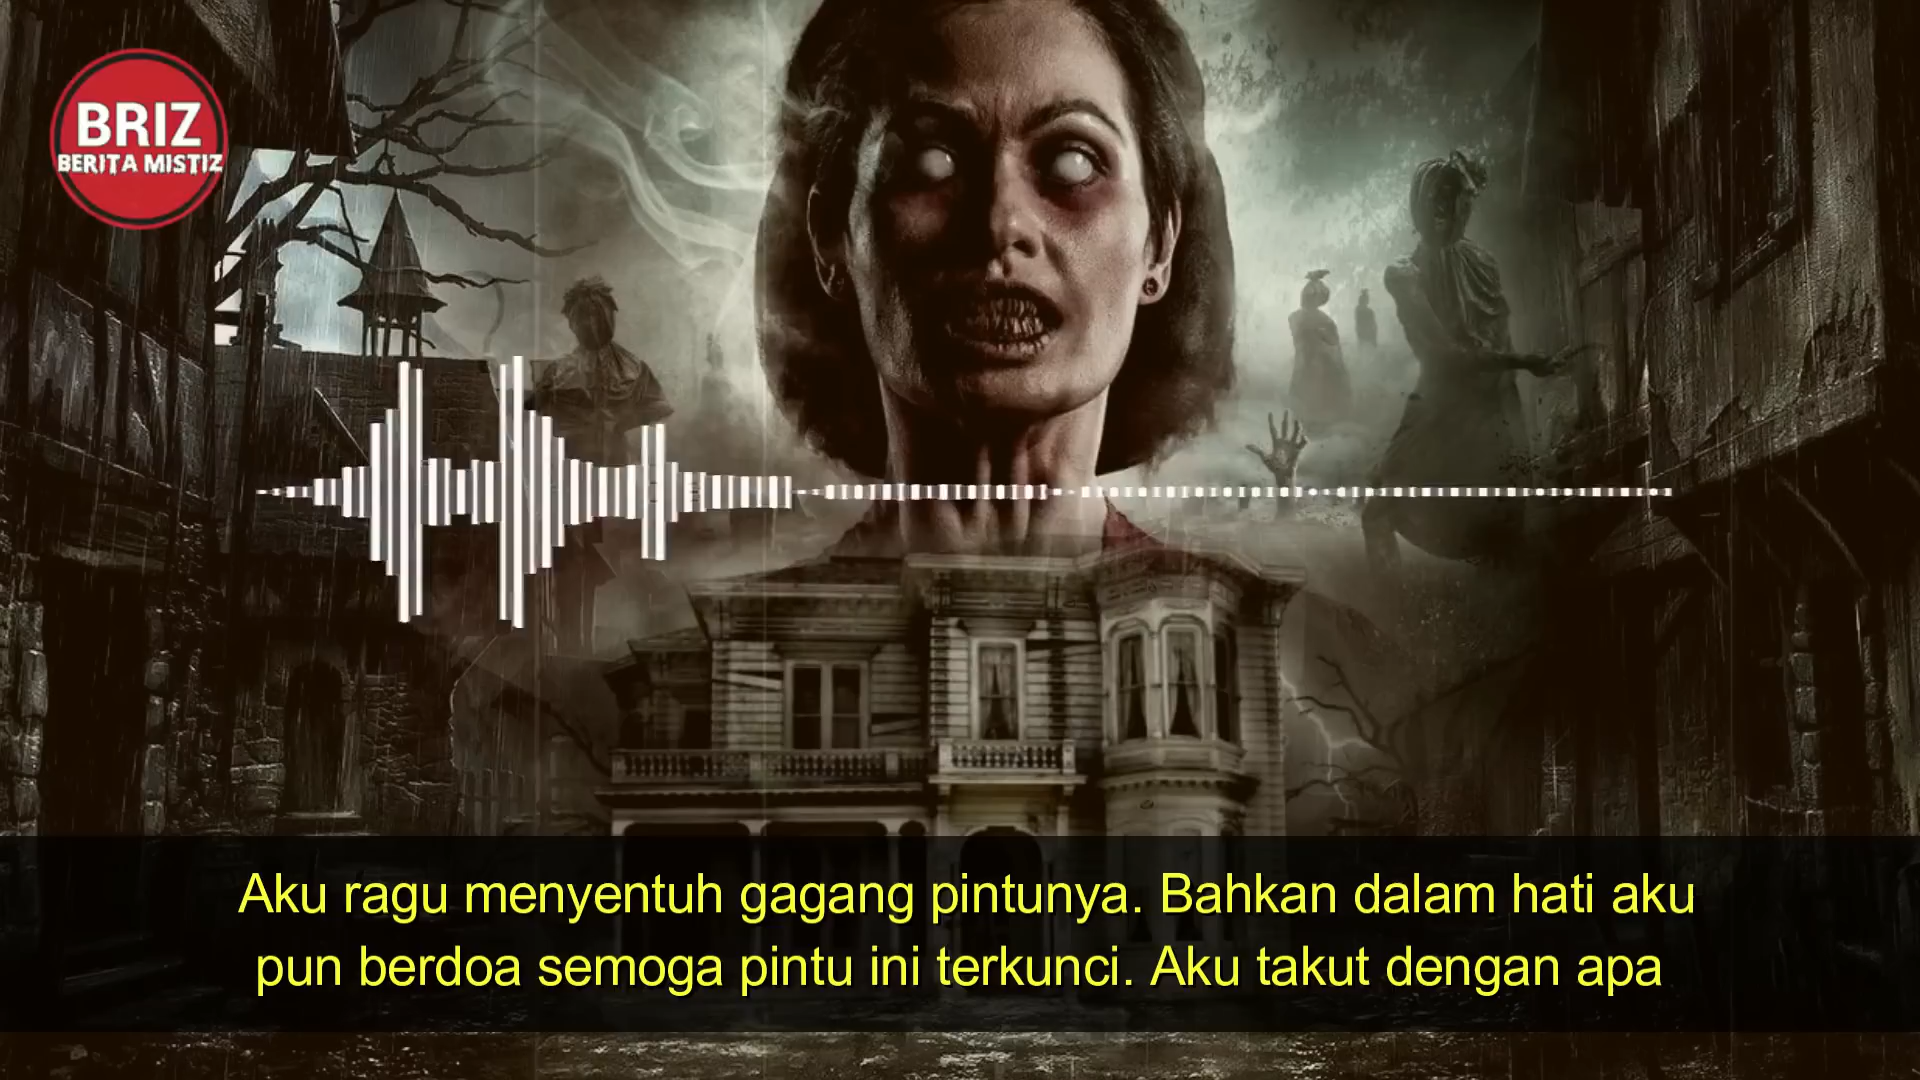 BRIZ
BERITA MISTIZ
Aku ragu menyentuh gagang pintunya. Bahkan dalam hati aku
pun berdoa semoga pintu ini terkunci. Aku takut dengan apa